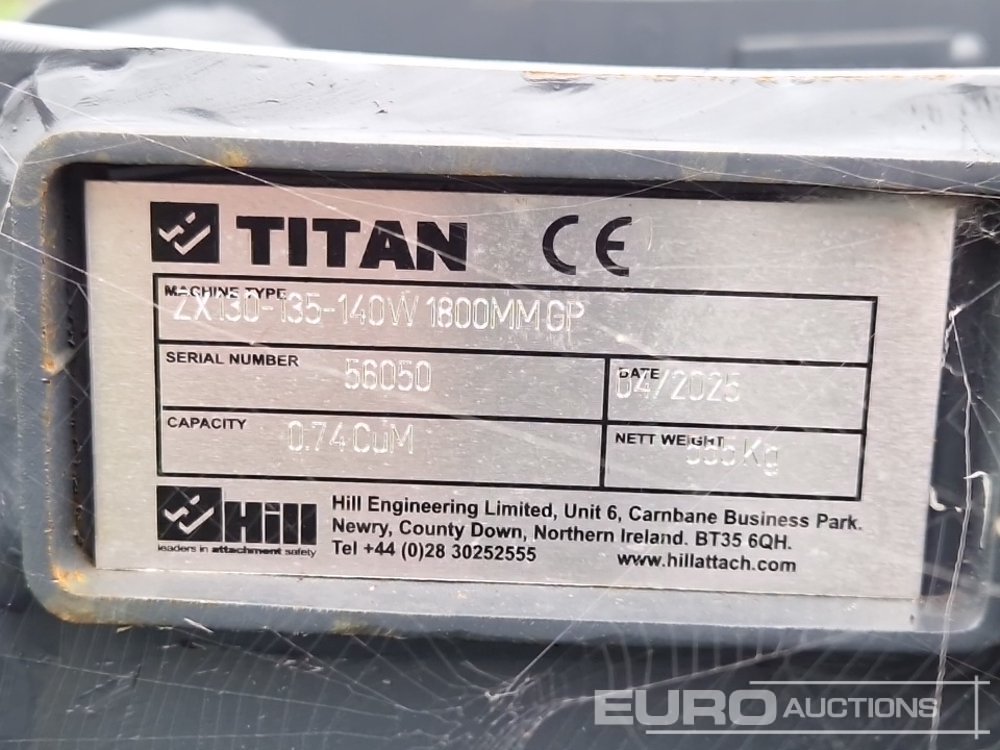 TITAN CE
MACHINE TYPE
ZX130-135-140W 1800MM GP
SERIAL NUMBER 56050
DATE 04/2025
CAPACITY 0.74 CuM
NETT WEIGHT
Hill
leaders in attachment safety
Hill Engineering Limited, Unit 6, Carnbane Business Park.
Newry, County Down, Northern Ireland. BT35 6QH.
Tel +44 (0)28 30252555 www.hillattach.com
EURO AUCTIONS